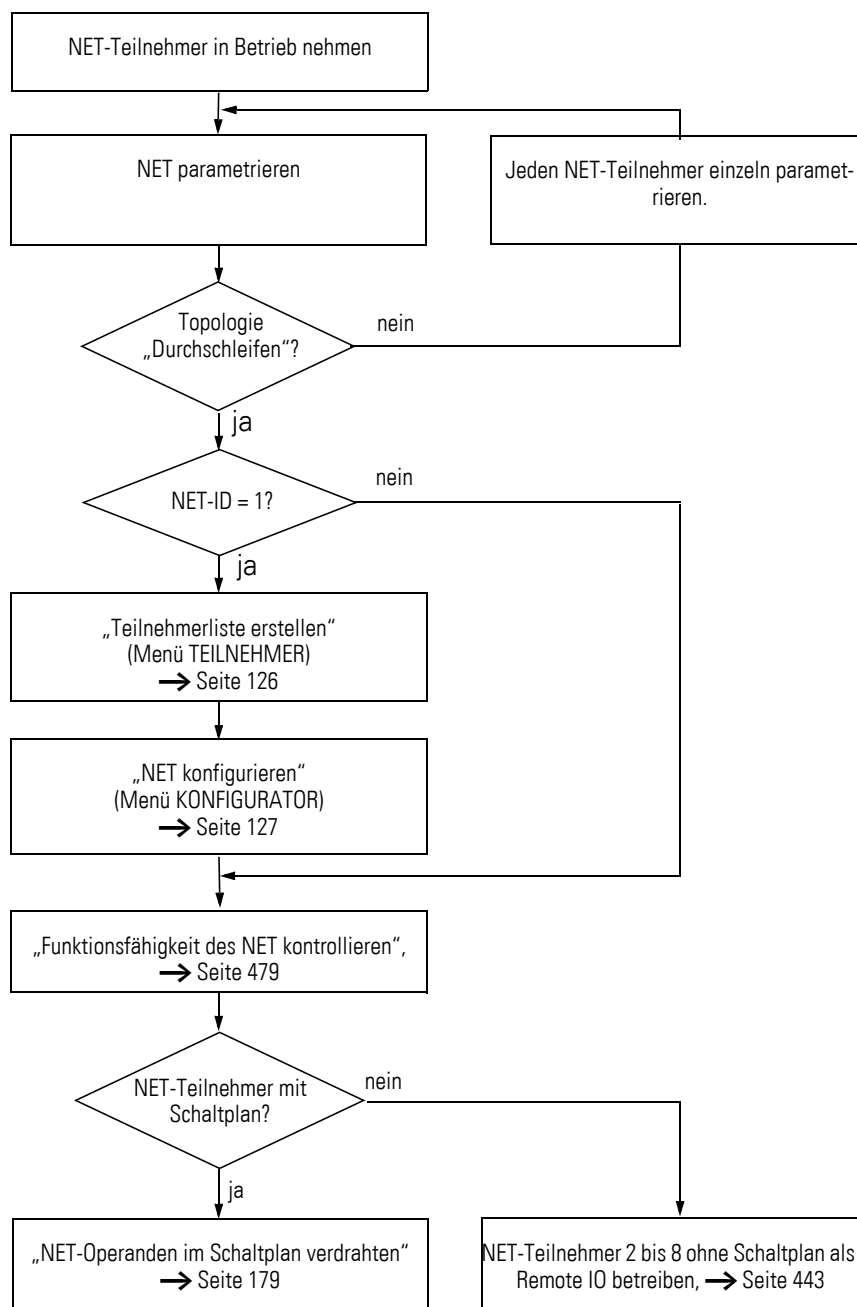 NET-Teilnehmer in Betrieb nehmen
NET parametrieren
Jeden NET-Teilnehmer einzeln paramet-
rieren.
Topologie
„Durchschleifen“?
nein
ja
NET-ID = 1?
nein
ja
„Teilnehmerliste erstellen“
(Menü TEILNEHMER)
→ Seite 126
„NET konfigurieren“
(Menü KONFIGURATOR)
→ Seite 127
„Funktionsfähigkeit des NET kontrollieren“,
→ Seite 479
NET-Teilnehmer mit
Schaltplan?
nein
ja
„NET-Operanden im Schaltplan verdrahten“
→ Seite 179
NET-Teilnehmer 2 bis 8 ohne Schaltplan als
Remote IO betreiben, → Seite 443